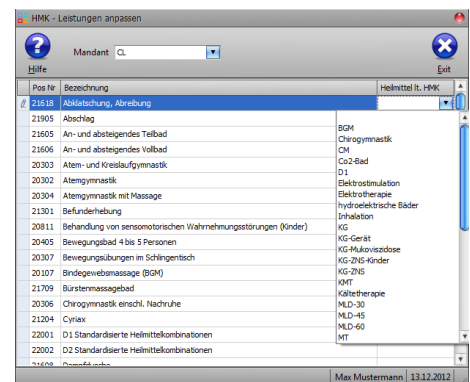 HMK - Leistungen anpassen
Hilfe
Mandant CL
Exit
Pos Nr Bezeichnung Heilmittel lt. HMK
21618 Abklatschung, Abreibung
21905 Abschlag
21605 An- und absteigendes Teilbad
21606 An- und absteigendes Vollbad
20303 Atem- und Kreislaufgymnastik
20302 Atemgymnastik
20304 Atemgymnastik mit Massage
21301 Befunderhebung
20811 Behandlung von sensomotorischen Wahrnehmungsstörungen (Kinder)
20405 Bewegungsbad 4 bis 5 Personen
20307 Bewegungsübungen im Schlingentisch
20107 Bindegewebsmassage (BGM)
21709 Bürstenmassagebad
20306 Chirogymnastik einschl. Nachruhe
21204 Cyriax
22001 D1 Standardisierte Heilmittelkombinationen
22002 D2 Standardisierte Heilmittelkombinationen
21608 Dampfdusche
BGM
Chirogymnastik
CM
Co2-Bad
D1
Elektrostimulation
Elektrotherapie
hydroelektrische Bäder
Inhalation
KG
KG-Gerät
KG-Mukoviszidose
KG-ZNS-Kinder
KG-ZNS
KMT
Kältetherapie
MLD-30
MLD-45
MLD-60
MT
Max Mustermann 13.12.2012